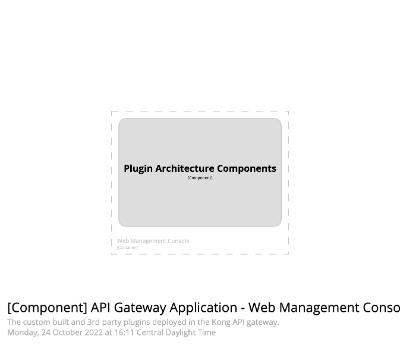 Plugin Architecture Components
[Component]
Web Management Console
[Container]
[Component] API Gateway Application - Web Management Conso
The custom built and 3rd party plugins deployed in the Kong API gateway.
Monday, 24 October 2022 at 16:11 Central Daylight Time